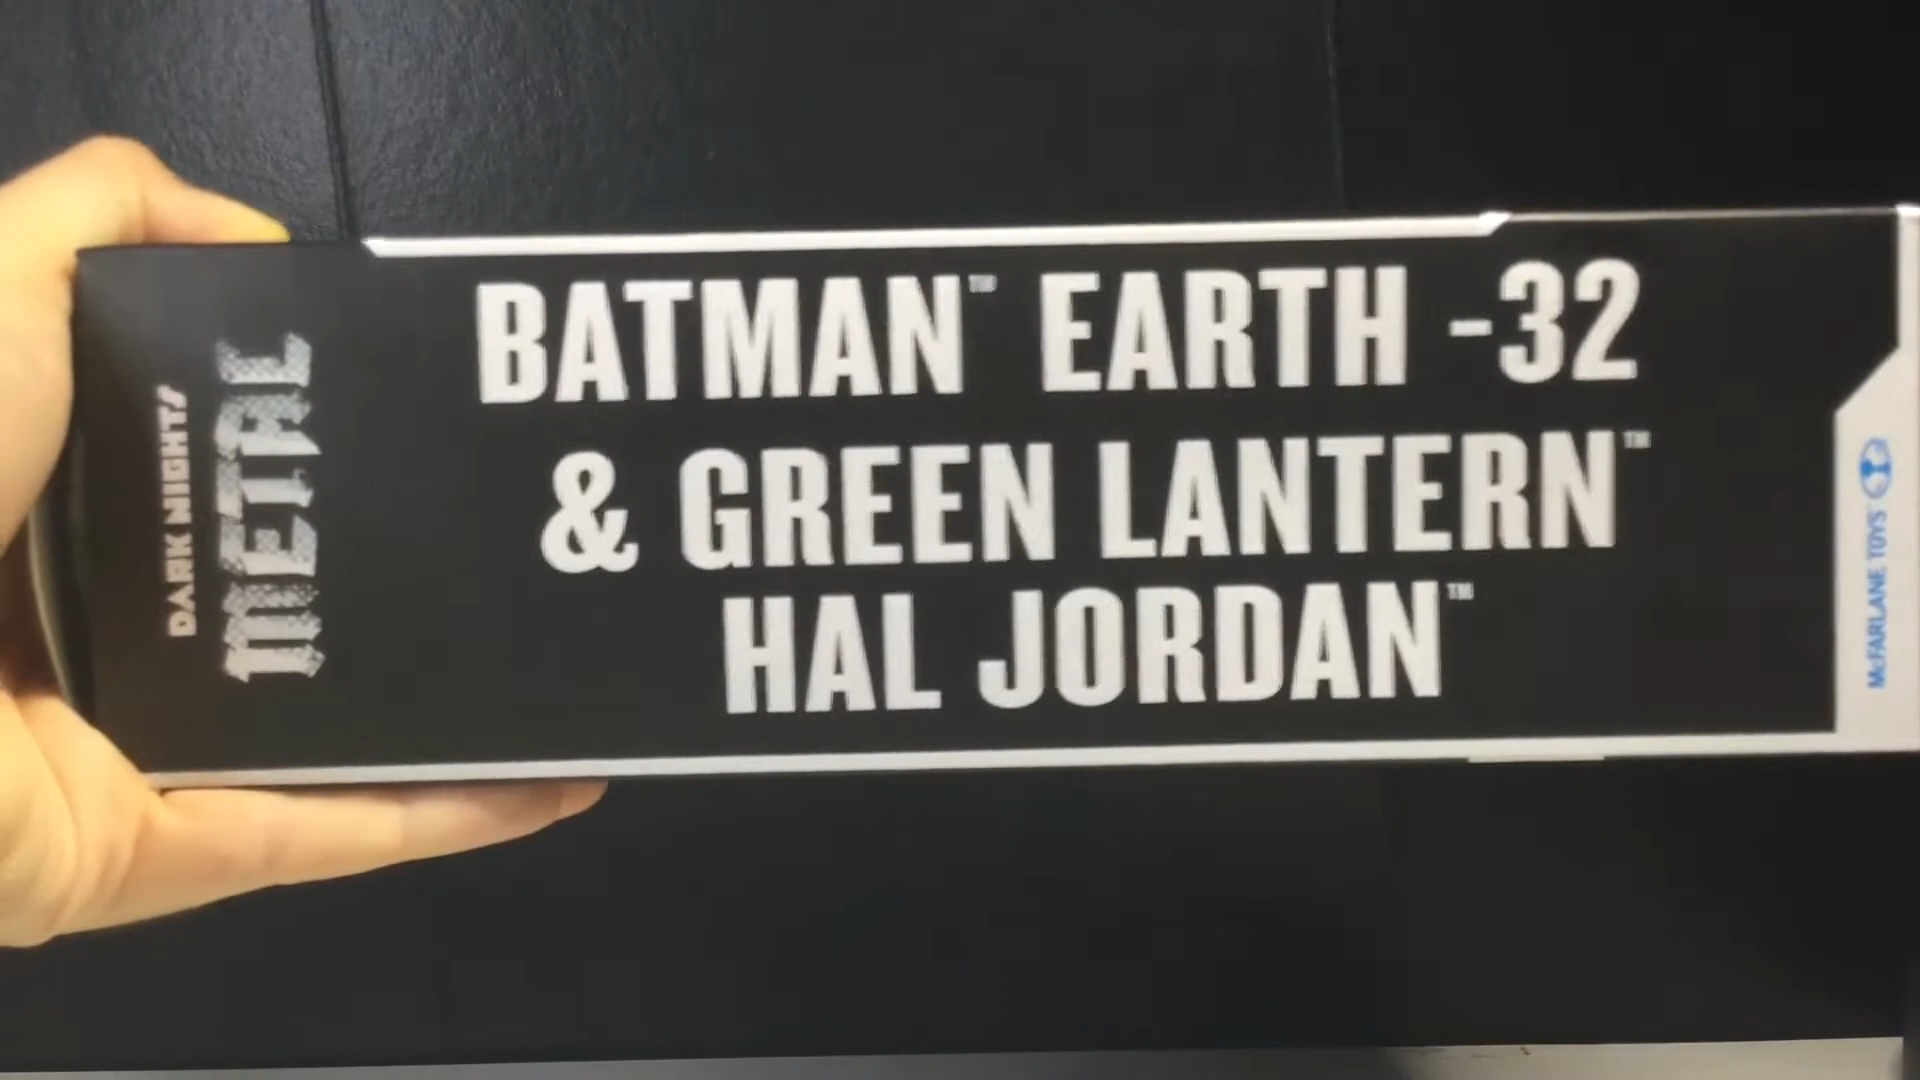 DARK NIGHTS
METAL
BATMAN™ EARTH -32
& GREEN LANTERN™
HAL JORDAN™
McFARLANE TOYS